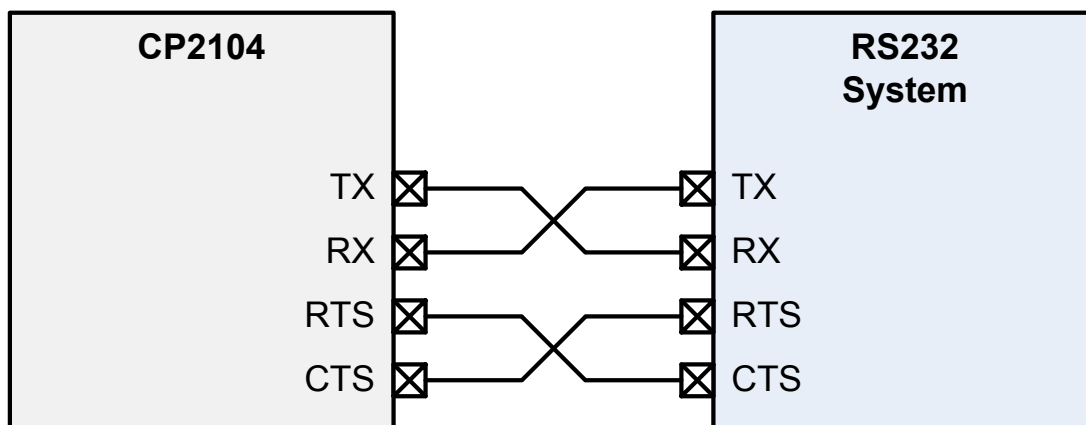 CP2104
TX
RX
RTS
CTS
RS232
System
TX
RX
RTS
CTS